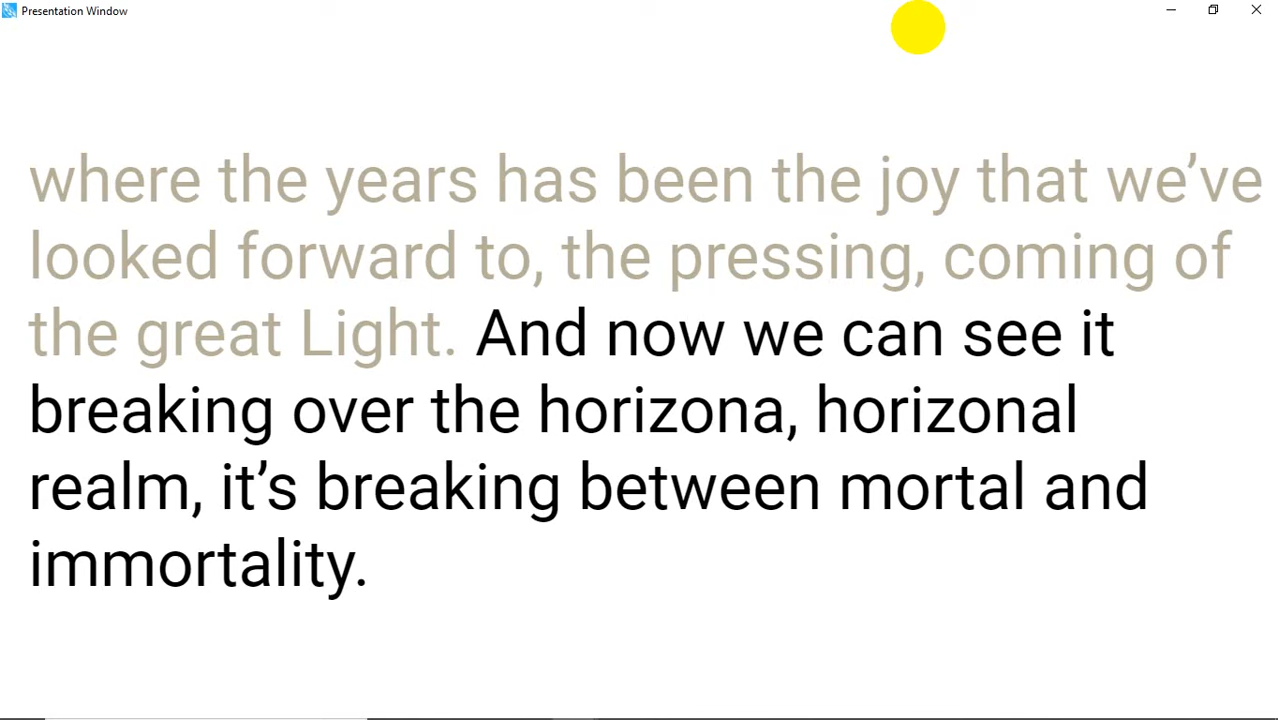 Presentation Window
where the years has been the joy that we’ve
looked forward to, the pressing, coming of
the great Light. And now we can see it
breaking over the horizona, horizonal
realm, it’s breaking between mortal and
immortality.